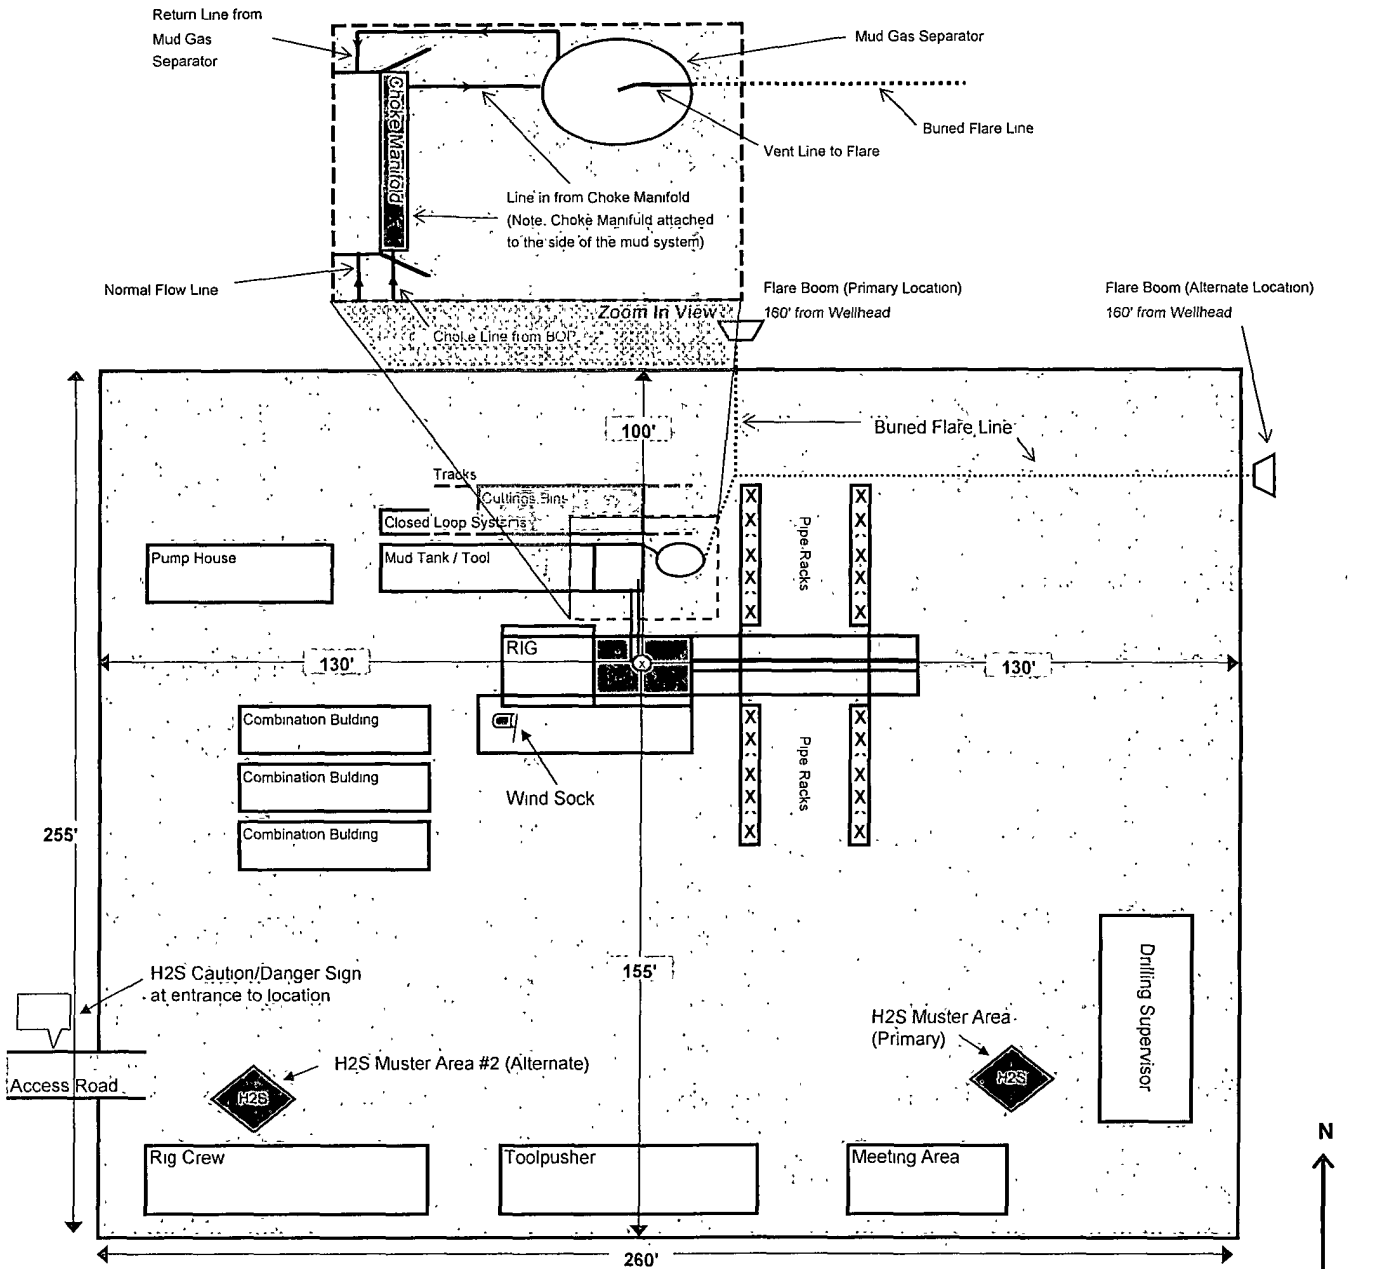 Return Line from
Mud Gas
Separator
Mud Gas Separator
Buried Flare Line
Vent Line to Flare
Choke Manifold
Line in from Choke Manifold
(Note. Choke Manifold attached
to the side of the mud system)
Normal Flow Line
Flare Boom (Primary Location)
160' from Wellhead
Flare Boom (Alternate Location)
160' from Wellhead
Zoom In View
Choke Line from BOP
100'
Buried Flare Line
Tracks
Cuttings Bins
Closed Loop Systems
Mud Tank / Tool
Pump House
X
X
X
X
X
X
X
X
Pipe Racks
RIG
X
130'
130'
Combination Bulding
Combination Bulding
Combination Bulding
Wind Sock
X
X
X
X
X
X
X
X
Pipe Racks
255'
155'
H2S Caution/Danger Sign
at entrance to location
H2S Muster Area
(Primary)
Drilling Supervisor
H2S Muster Area #2 (Alternate)
H2S
H2S
Access Road
Rig Crew
Toolpusher
Meeting Area
N
260'